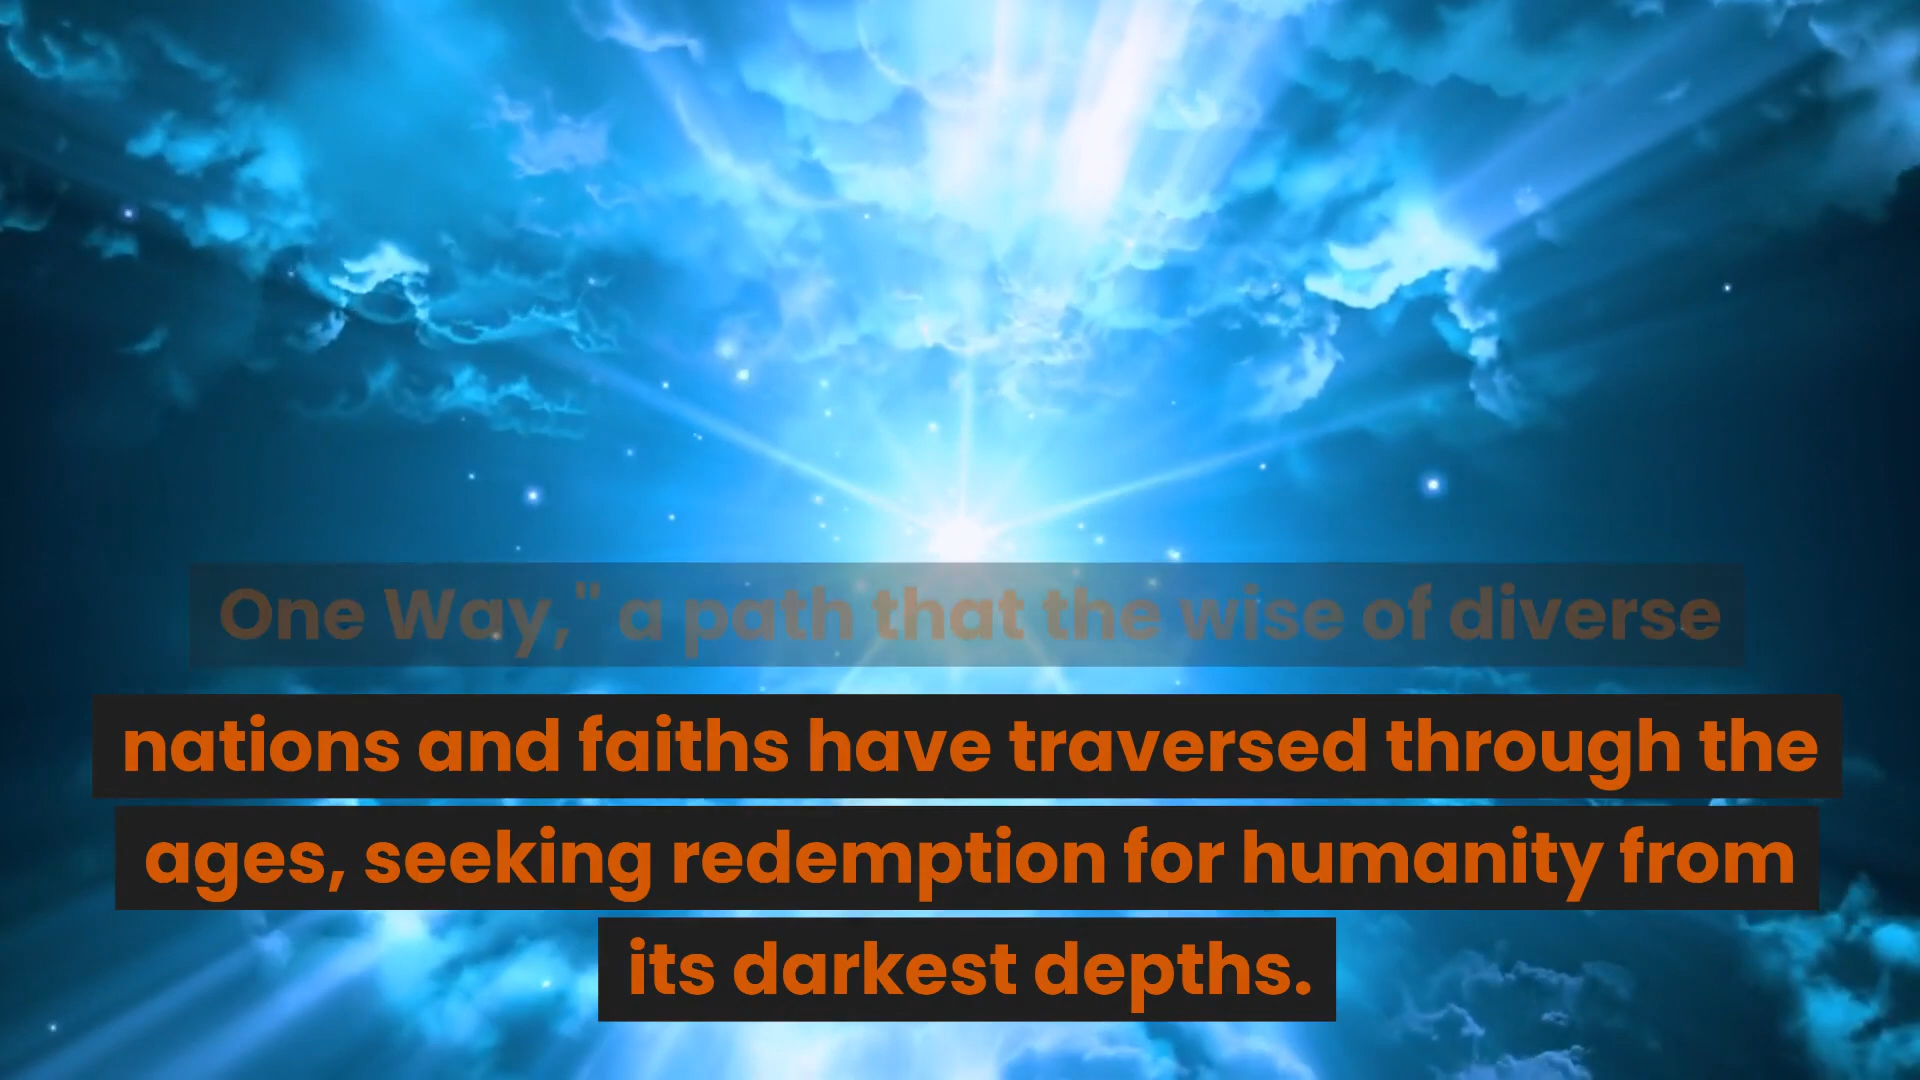 One Way," a path that the wise of diverse
nations and faiths have traversed through the
ages, seeking redemption for humanity from
its darkest depths.